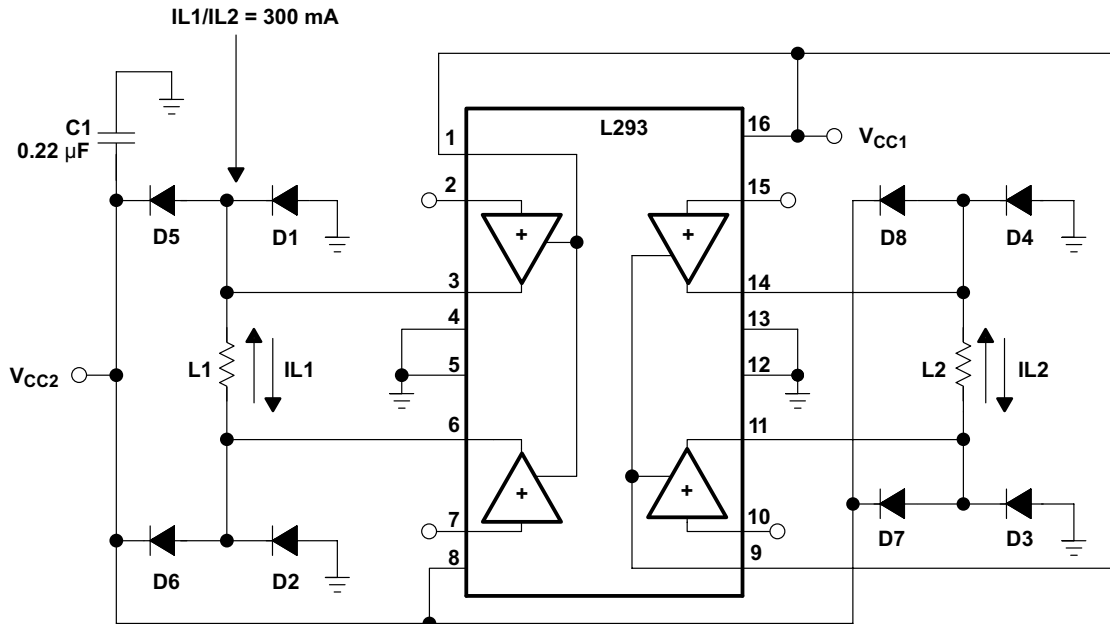 IL1/IL2 = 300 mA
C1
0.22 µF
L293
1
16
VCC1
2
15
D5
D1
D8
D4
+
+
3
14
4
13
L1
IL1
VCC2
5
12
L2
IL2
6
11
+
+
7
10
D6
D2
8
9
D7
D3